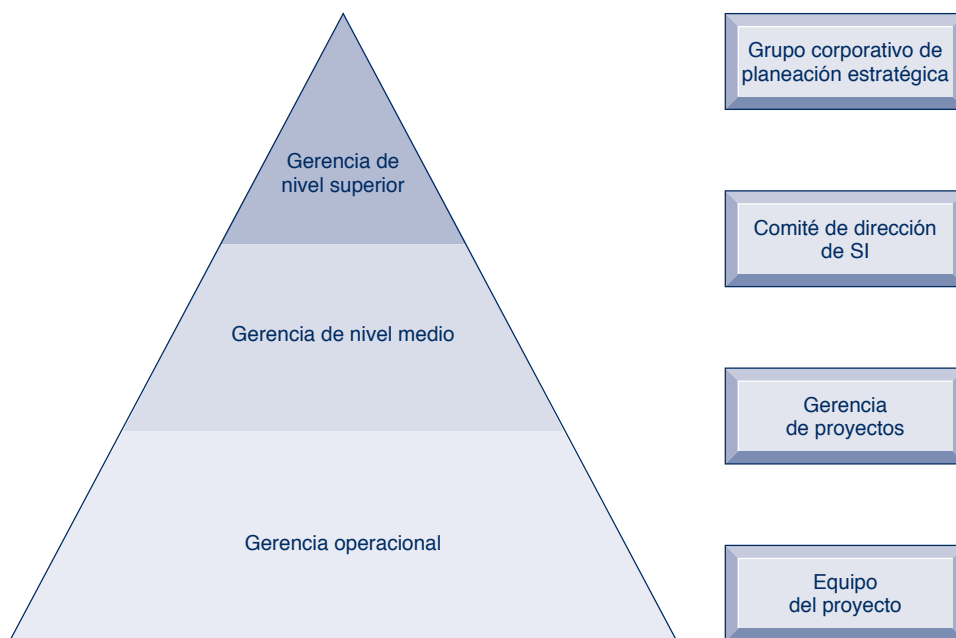 Gerencia de
nivel superior
Gerencia de nivel medio
Gerencia operacional
Grupo corporativo de
planeación estratégica
Comité de dirección
de SI
Gerencia
de proyectos
Equipo
del proyecto